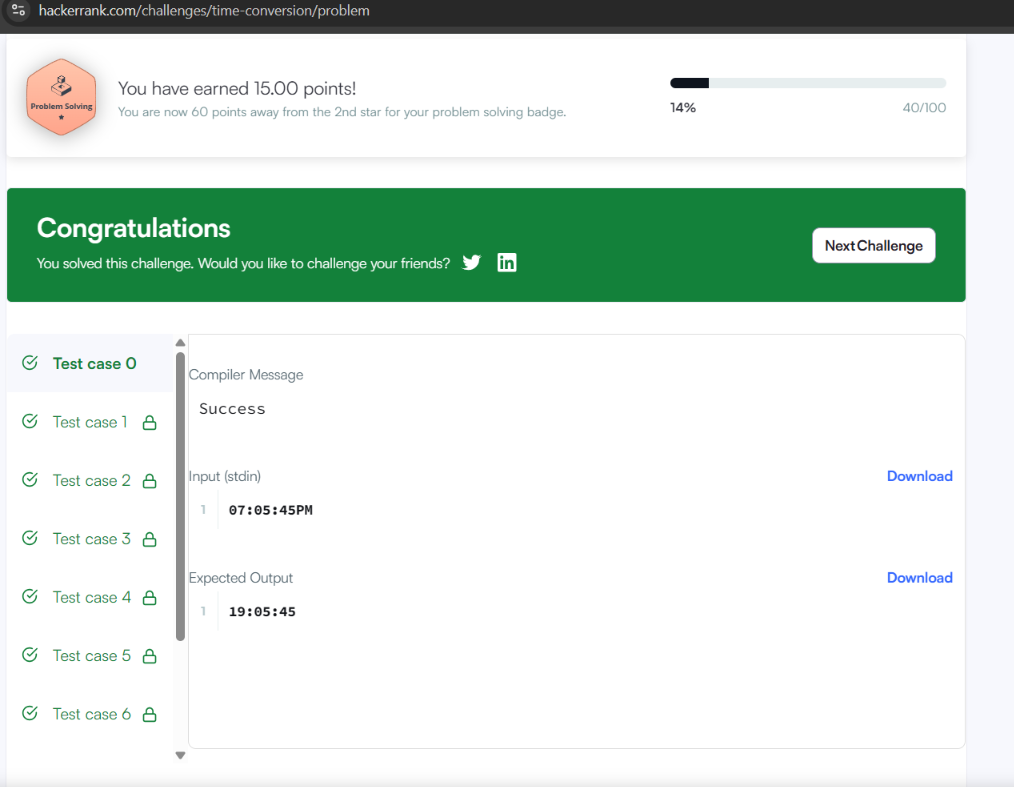 hackerrank.com/challenges/time-conversion/problem
Problem Solving
You have earned 15.00 points!
You are now 60 points away from the 2nd star for your problem solving badge.
14%
40/100
Congratulations
You solved this challenge. Would you like to challenge your friends?
Next Challenge
Test case 0
Test case 1
Test case 2
Test case 3
Test case 4
Test case 5
Test case 6
Compiler Message
Success
Input (stdin)
Download
1 07:05:45PM
Expected Output
Download
1 19:05:45